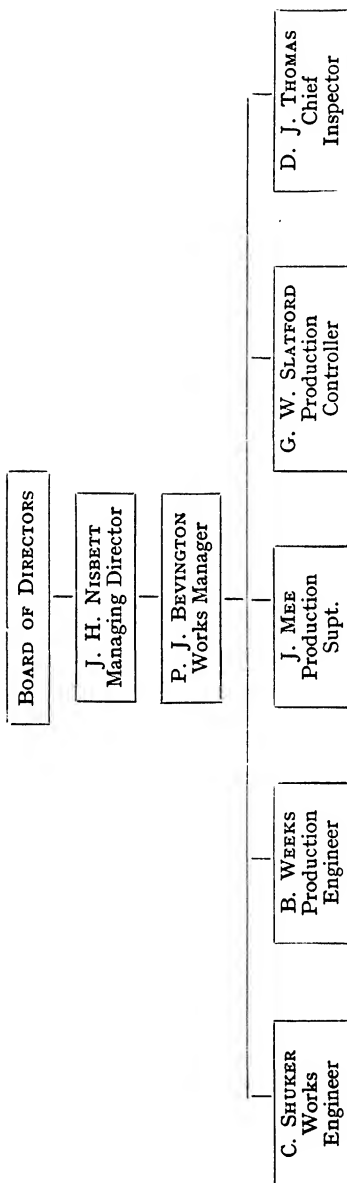 BOARD OF DIRECTORS
J. H. NISBETT
Managing Director
P. J. BEVINGTON
Works Manager
C. SHUKER
Works
Engineer
B. WEEKS
Production
Engineer
J. MEE
Production
Supt.
G. W. SLATFORD
Production
Controller
D. J. THOMAS
Chief
Inspector